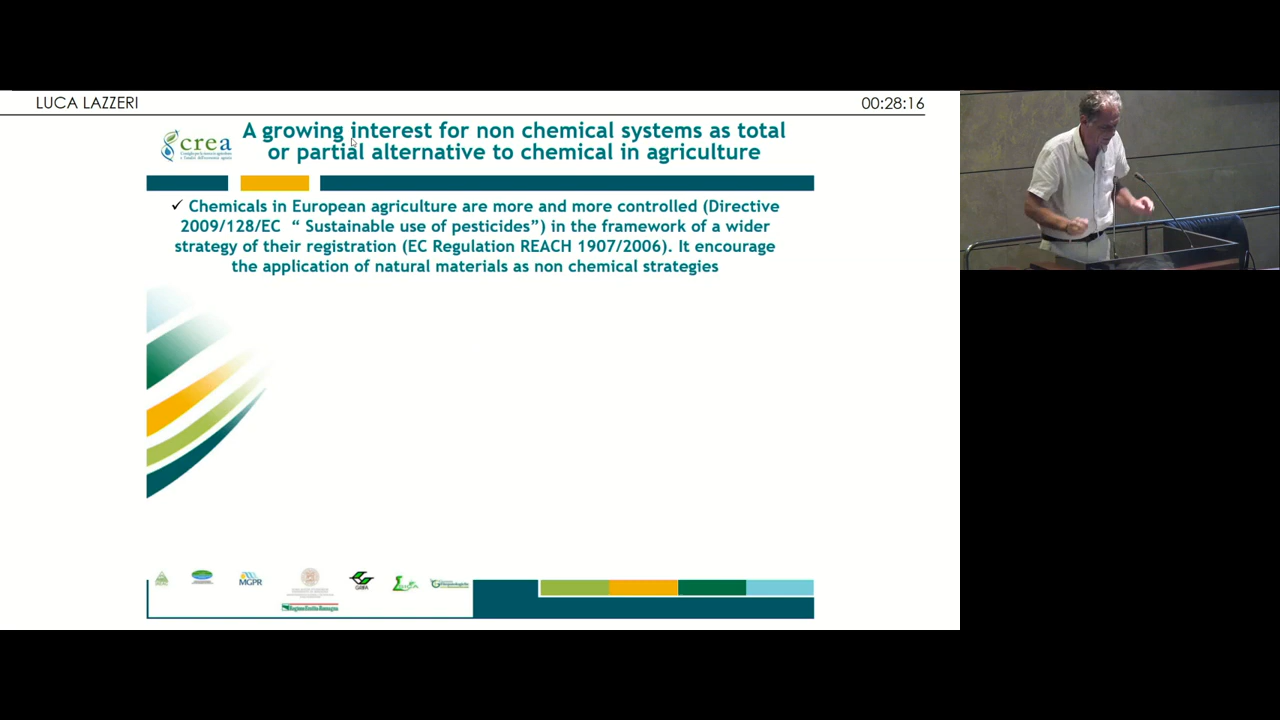 LUCA LAZZERI
00:28:16
crea
A growing interest for non chemical systems as total
or partial alternative to chemical in agriculture
✓ Chemicals in European agriculture are more and more controlled (Directive
2009/128/EC “ Sustainable use of pesticides”) in the framework of a wider
strategy of their registration (EC Regulation REACH 1907/2006). It encourage
the application of natural materials as non chemical strategies
MGPR